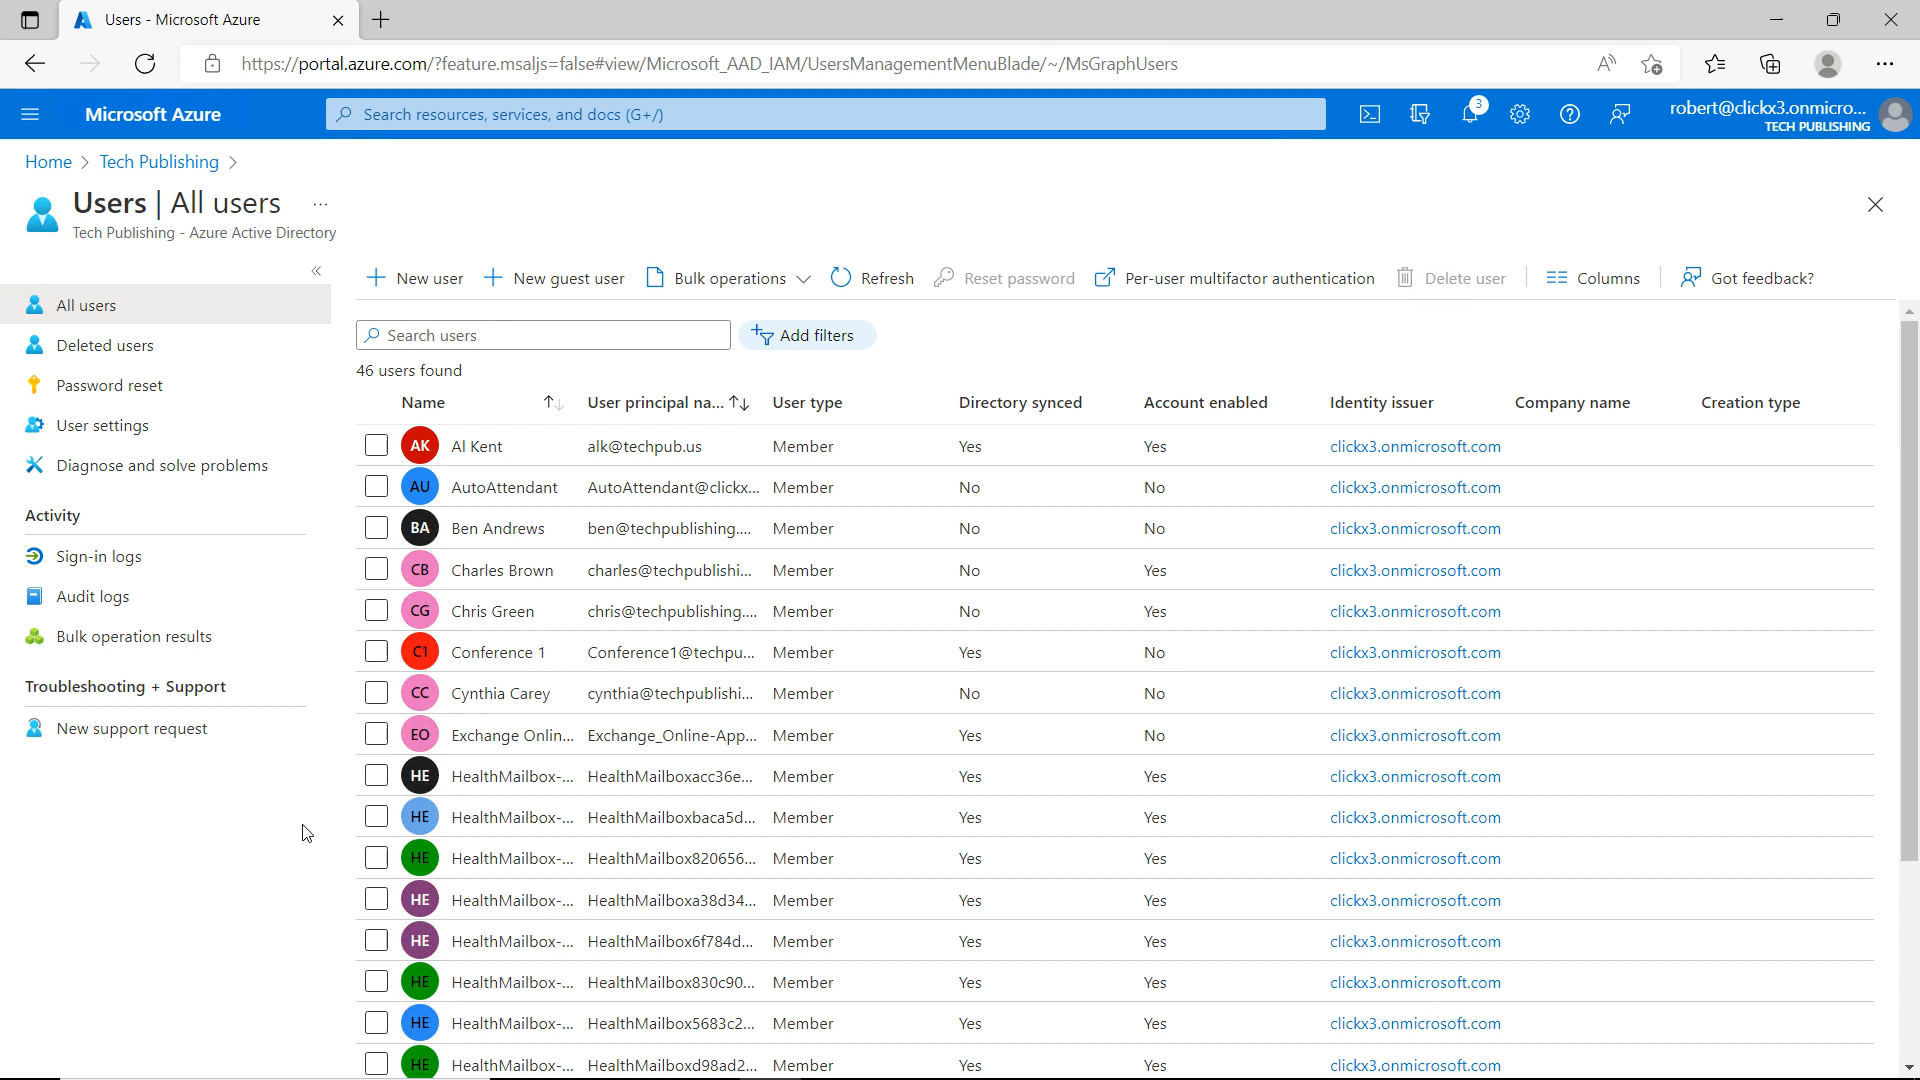 Users - Microsoft Azure
https://portal.azure.com/?feature.msaljs=false#view/Microsoft_AAD_IAM/UsersManagementMenuBlade/~/MsGraphUsers
Microsoft Azure
Search resources, services, and docs (G+/)
3
robert@clickx3.onmicro...
TECH PUBLISHING
Home > Tech Publishing >
Users | All users ...
Tech Publishing - Azure Active Directory
New user
New guest user
Bulk operations
Refresh
Reset password
Per-user multifactor authentication
Delete user
Columns
Got feedback?
All users
Deleted users
Password reset
User settings
Diagnose and solve problems
Activity
Sign-in logs
Audit logs
Bulk operation results
Troubleshooting + Support
New support request
Search users
Add filters
46 users found
Name User principal na... User type Directory synced Account enabled Identity issuer Company name Creation type
AK Al Kent alk@techpub.us Member Yes Yes clickx3.onmicrosoft.com
AU AutoAttendant AutoAttendant@clickx... Member No No clickx3.onmicrosoft.com
BA Ben Andrews ben@techpublishing.... Member No No clickx3.onmicrosoft.com
CB Charles Brown charles@techpublishi... Member No Yes clickx3.onmicrosoft.com
CG Chris Green chris@techpublishing.... Member No Yes clickx3.onmicrosoft.com
C1 Conference 1 Conference1@techpu... Member Yes No clickx3.onmicrosoft.com
CC Cynthia Carey cynthia@techpublishi... Member No No clickx3.onmicrosoft.com
EO Exchange Onlin... Exchange_Online-App... Member Yes No clickx3.onmicrosoft.com
HE HealthMailbox-... HealthMailboxacc36e... Member Yes Yes clickx3.onmicrosoft.com
HE HealthMailbox-... HealthMailboxbaca5d... Member Yes Yes clickx3.onmicrosoft.com
HE HealthMailbox-... HealthMailbox820656... Member Yes Yes clickx3.onmicrosoft.com
HE HealthMailbox-... HealthMailboxa38d34... Member Yes Yes clickx3.onmicrosoft.com
HE HealthMailbox-... HealthMailbox6f784d... Member Yes Yes clickx3.onmicrosoft.com
HE HealthMailbox-... HealthMailbox830c90... Member Yes Yes clickx3.onmicrosoft.com
HE HealthMailbox-... HealthMailbox5683c2... Member Yes Yes clickx3.onmicrosoft.com
HE HealthMailbox-... HealthMailboxd98ad2... Member Yes Yes clickx3.onmicrosoft.com